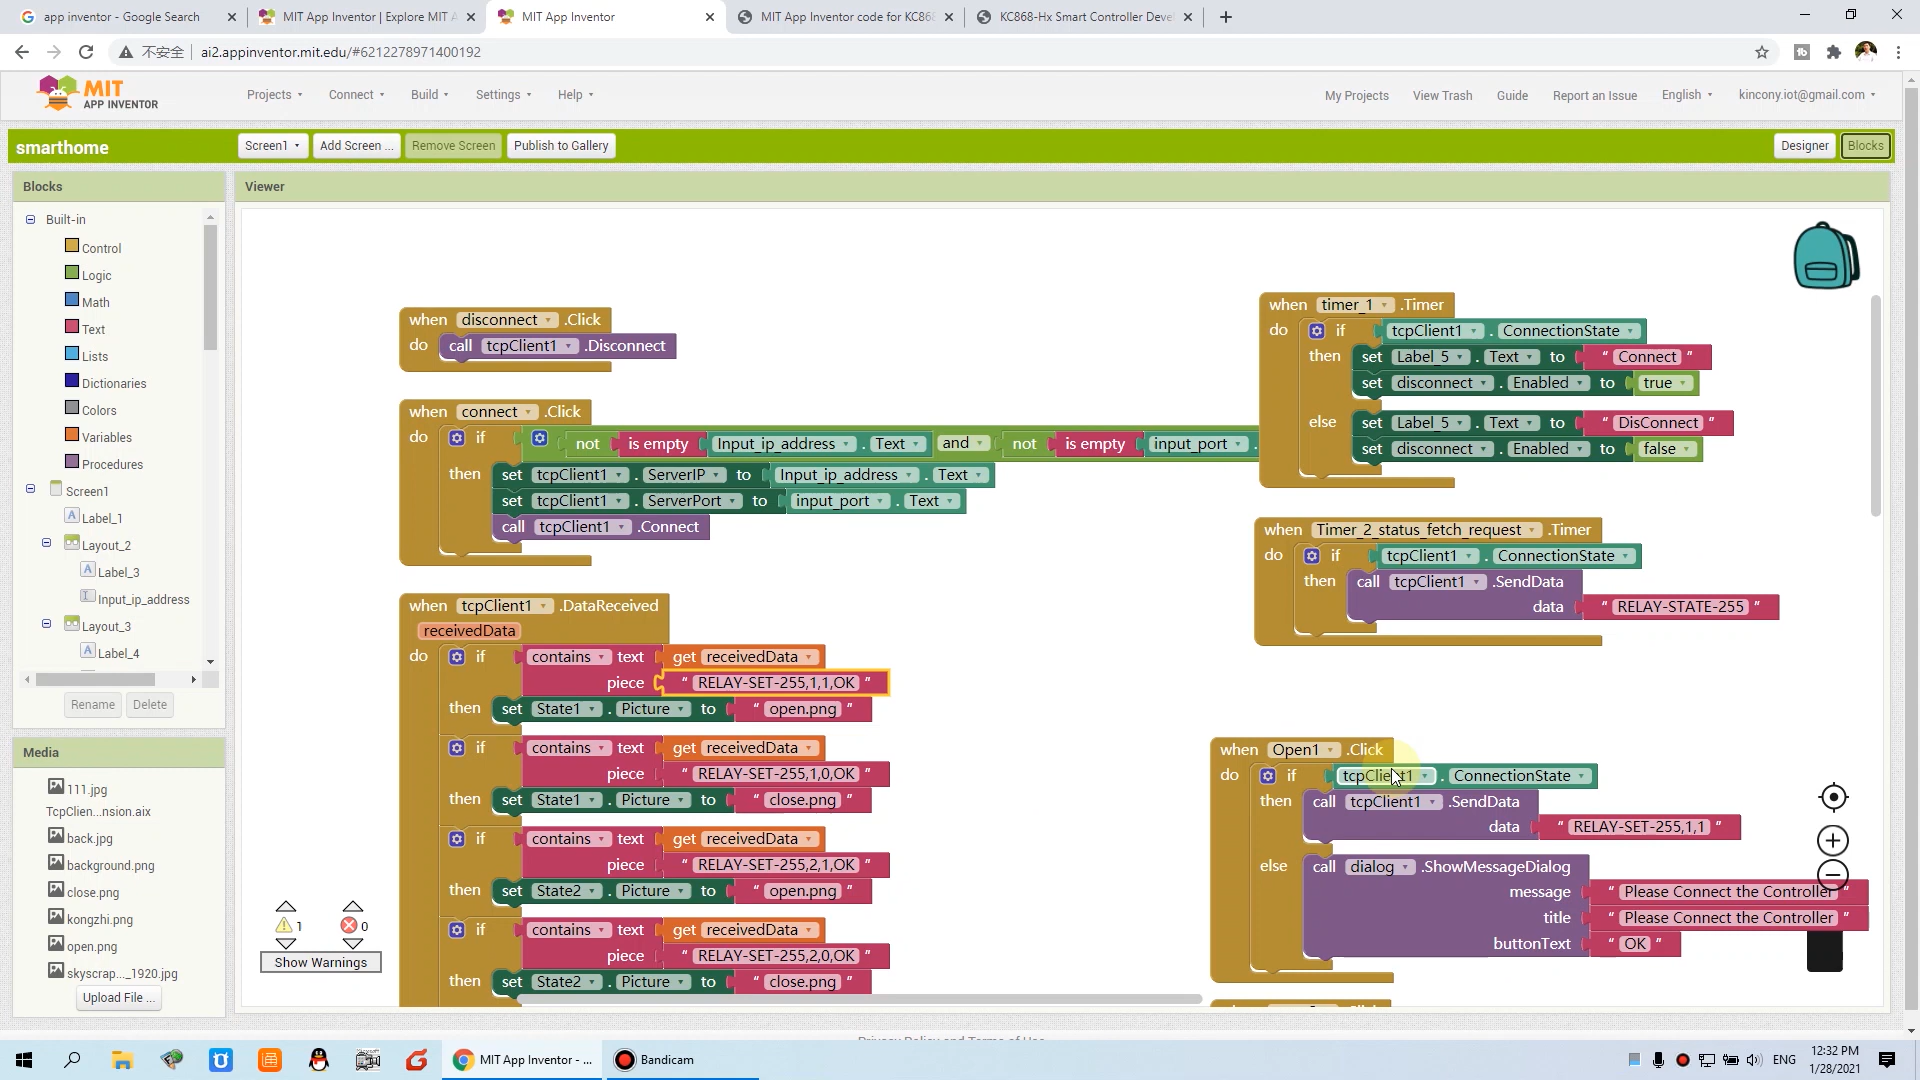 app inventor - Google Search
MIT App Inventor | Explore MIT A
MIT App Inventor
MIT App Inventor code for KC868
KC868-Hx Smart Controller Deve
不安全
ai2.appinventor.mit.edu/#6212278971400192
MIT
APP INVENTOR
Projects
Connect
Build
Settings
Help
My Projects
View Trash
Guide
Report an Issue
English
kincony.iot@gmail.com
smarthome
Screen1
Add Screen ...
Remove Screen
Publish to Gallery
Designer
Blocks
Blocks
Viewer
Built-in
Control
Logic
Math
Text
Lists
Dictionaries
Colors
Variables
Procedures
Screen1
Label_1
Layout_2
Label_3
Input_ip_address
Layout_3
Label_4
Rename
Delete
Media
111.jpg
TcpClien...nsion.aix
back.jpg
background.png
close.png
kongzhi.png
open.png
skyscrap..._1920.jpg
Upload File ...
when disconnect .Click
do call tcpClient1 .Disconnect
when connect .Click
do if not is empty Input_ip_address . Text and not is empty input_port .
then set tcpClient1 . ServerIP to Input_ip_address . Text
set tcpClient1 . ServerPort to input_port . Text
call tcpClient1 .Connect
when tcpClient1 .DataReceived
receivedData
do if contains text get receivedData
piece “ RELAY-SET-255,1,1,OK ”
then set State1 . Picture to “ open.png ”
if contains text get receivedData
piece “ RELAY-SET-255,1,0,OK ”
then set State1 . Picture to “ close.png ”
if contains text get receivedData
piece “ RELAY-SET-255,2,1,OK ”
then set State2 . Picture to “ open.png ”
if contains text get receivedData
piece “ RELAY-SET-255,2,0,OK ”
then set State2 . Picture to “ close.png ”
1
0
Show Warnings
when timer_1 .Timer
do if tcpClient1 . ConnectionState
then set Label_5 . Text to “ Connect ”
set disconnect . Enabled to true
else set Label_5 . Text to “ DisConnect ”
set disconnect . Enabled to false
when Timer_2_status_fetch_request .Timer
do if tcpClient1 . ConnectionState
then call tcpClient1 .SendData
data “ RELAY-STATE-255 ”
when Open1 .Click
do if tcpClient1 . ConnectionState
then call tcpClient1 .SendData
data “ RELAY-SET-255,1,1 ”
else call dialog .ShowMessageDialog
message “ Please Connect the Controller ”
title “ Please Connect the Controller ”
buttonText “ OK ”
MIT App Inventor - ...
Bandicam
ENG
12:32 PM
1/28/2021